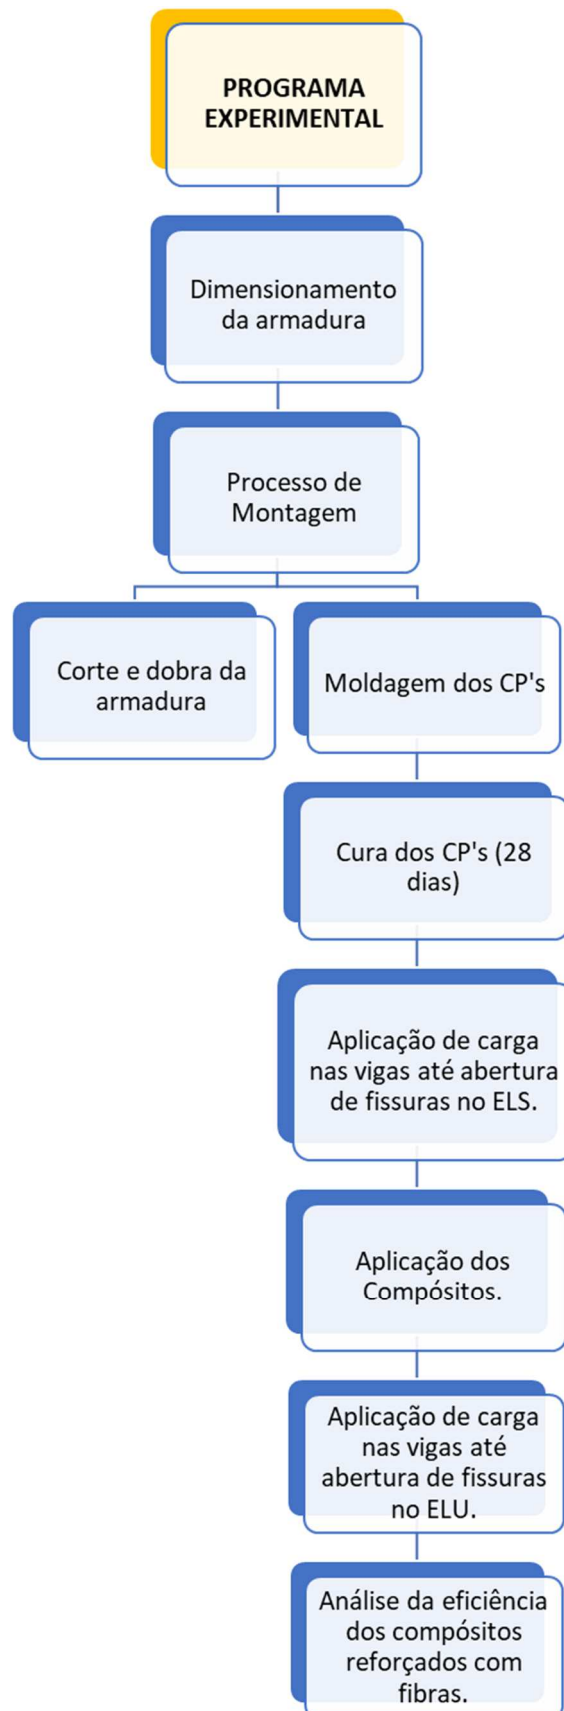 PROGRAMA
EXPERIMENTAL
Dimensionamento
da armadura
Processo de
Montagem
Corte e dobra da
armadura
Moldagem dos CP's
Cura dos CP's (28
dias)
Aplicação de carga
nas vigas até abertura
de fissuras no ELS.
Aplicação dos
Compósitos.
Aplicação de carga
nas vigas até
abertura de fissuras
no ELU.
Análise da eficiência
dos compósitos
reforçados com
fibras.